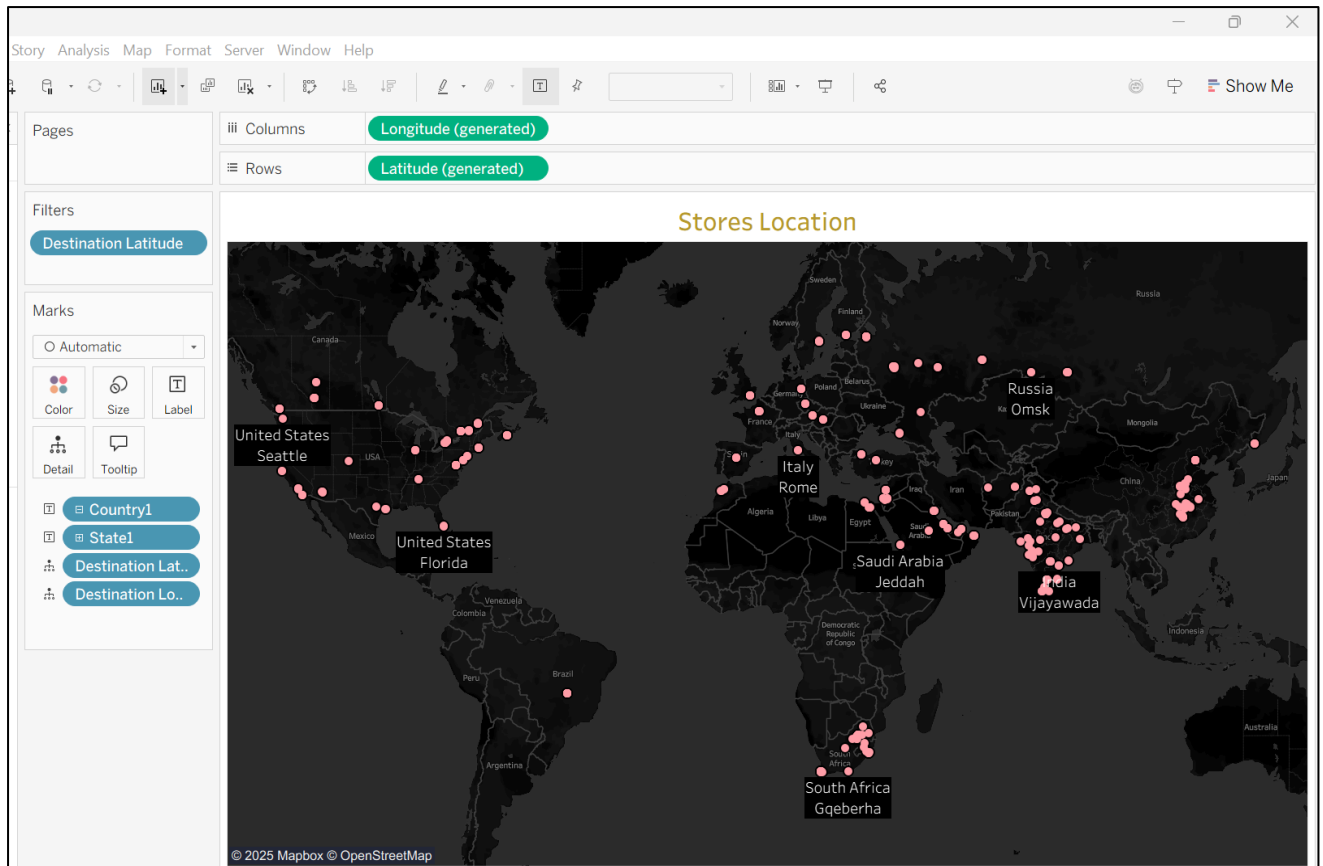 Story Analysis Map Format Server Window Help
Show Me
Pages
Columns Longitude (generated)
Rows Latitude (generated)
Filters
Destination Latitude
Marks
Automatic
Color Size Label
Detail Tooltip
Country1
State1
Destination Lat..
Destination Lo..
Stores Location
Sweden
Russia
Finland
Norway
Canada
Poland
Belarus
Ukraine
France
Italy
Mongolia
Russia
Omsk
United States
Seattle
USA
Italy
Rome
China
Japan
Iraq Iran
Pakistan
Algeria Libya Egypt
Mexico
United States
Florida
Saudi Arabia
Jeddah
India
Vijayawada
Venezuela
Colombia
Democratic
Republic
of Congo
Indonesia
Peru
Brazil
Australia
South
Africa
Argentina
South Africa
Gqeberha
© 2025 Mapbox © OpenStreetMap